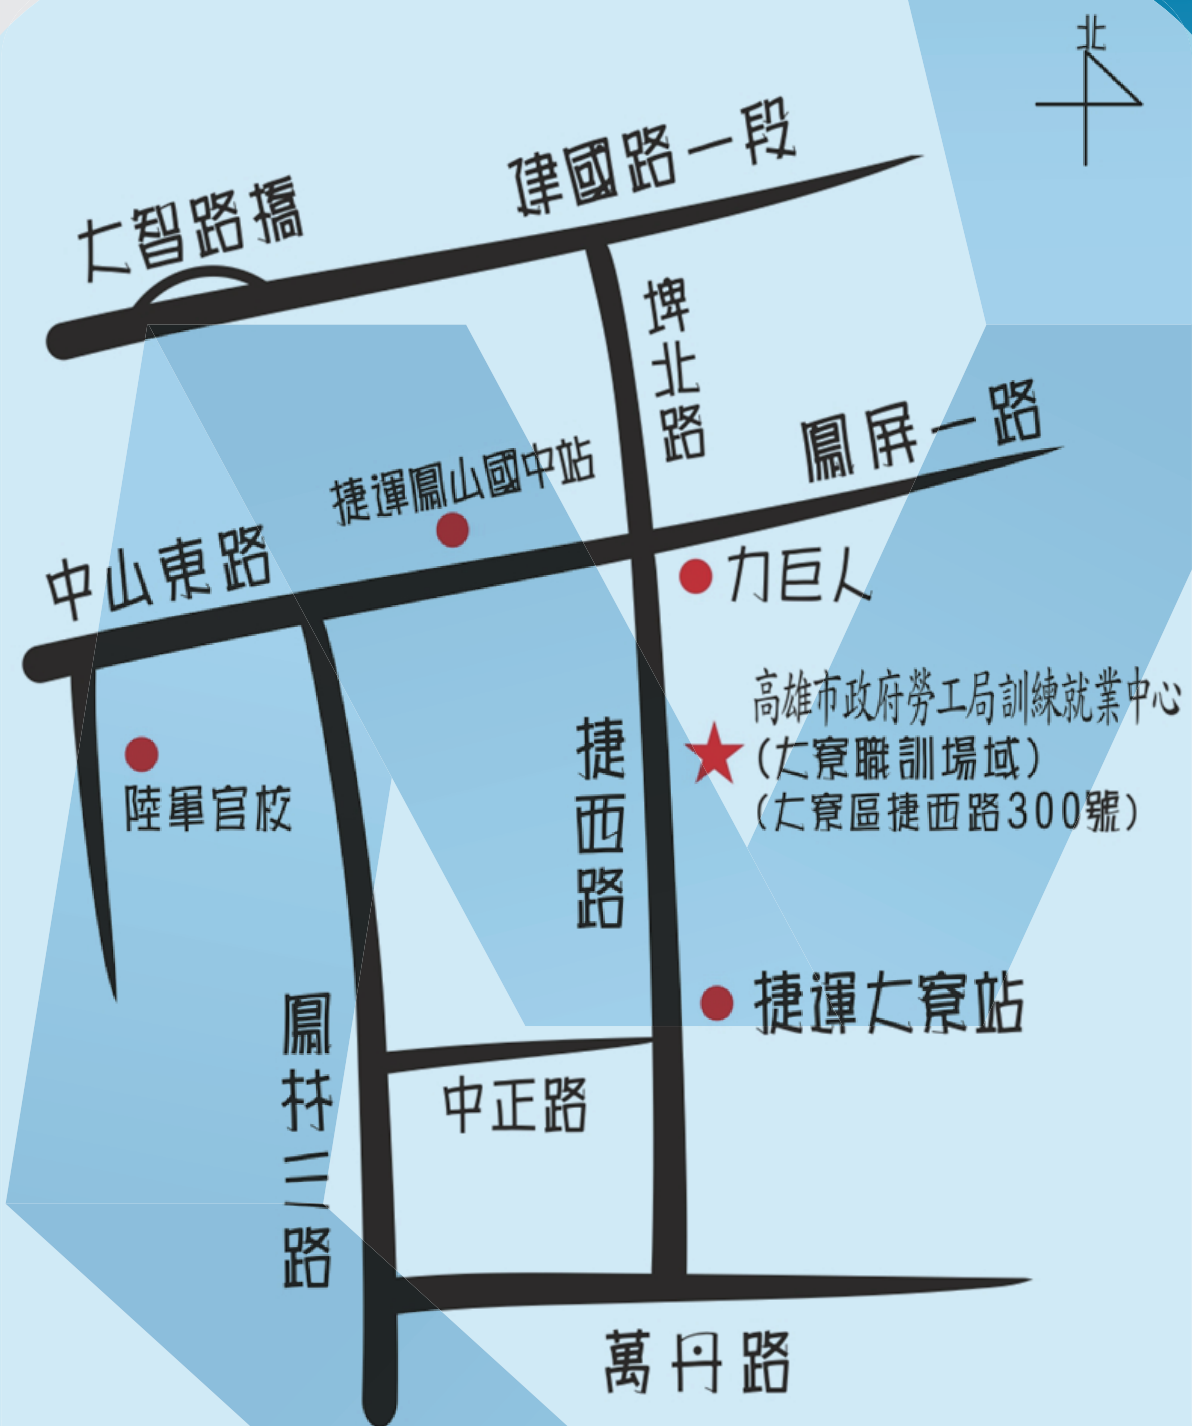 北
建國路一段
大智路橋
埤北路
鳳屏一路
捷運鳳山國中站
中山東路
力巨人
高雄市政府勞工局訓練就業中心
(大寮職訓場域)
(大寮區捷西路300號)
陸軍官校
捷西路
捷運大寮站
鳳林三路
中正路
萬丹路